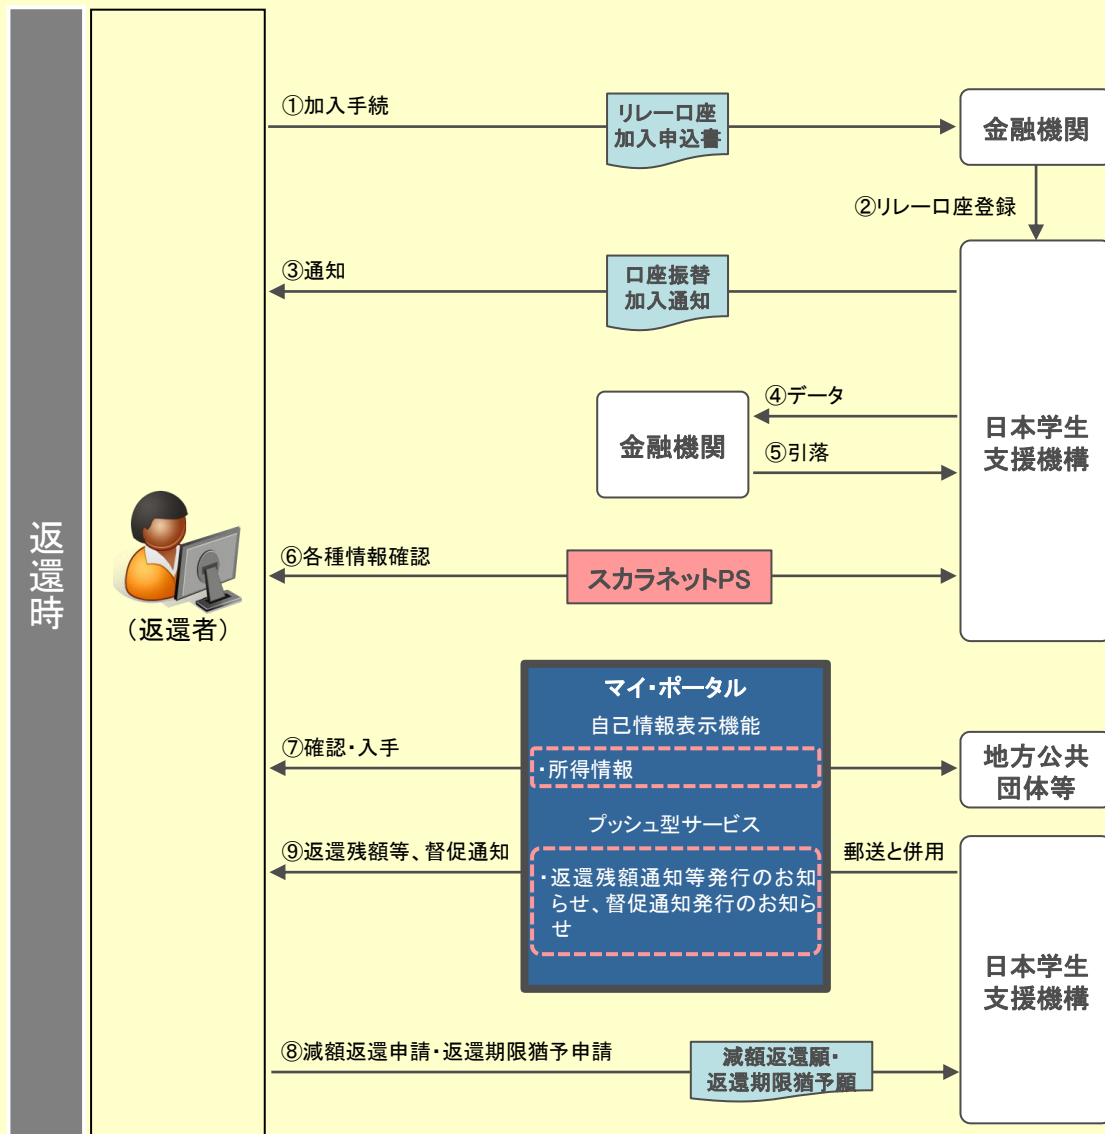 返還時
(返還者)
①加入手続
リレー口座
加入申込書
金融機関
②リレー口座登録
③通知
口座振替
加入通知
④データ
金融機関
⑤引落
日本学生
支援機構
⑥各種情報確認
スカラネットPS
マイ・ポータル
自己情報表示機能
⑦確認・入手
・所得情報
地方公共
団体等
プッシュ型サービス
⑨返還残額等、督促通知
郵送と併用
・返還残額通知等発行のお知
らせ、督促通知発行のお知ら
せ
日本学生
支援機構
⑧減額返還申請・返還期限猶予申請
減額返還願・
返還期限猶予願